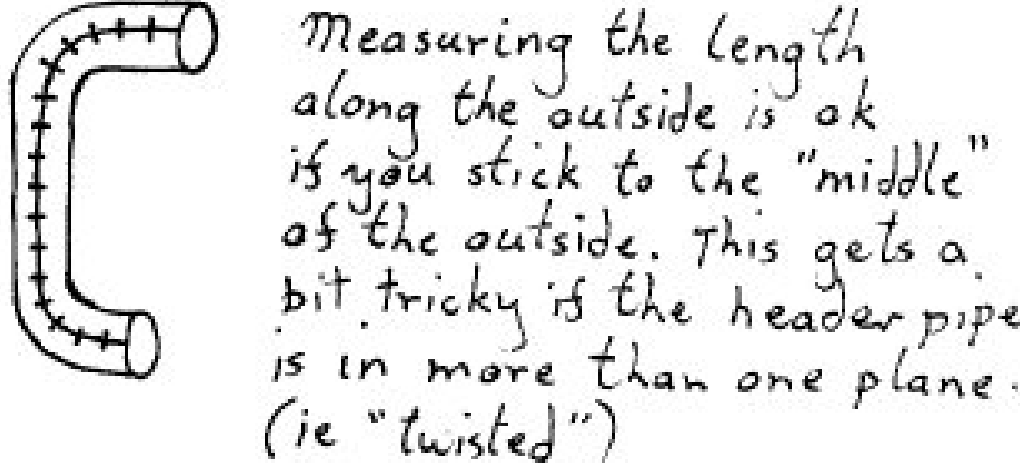 Measuring the length
along the outside is ok
if you stick to the "middle"
of the outside. This gets a
bit tricky if the header pipe
is in more than one plane.
(ie "twisted")